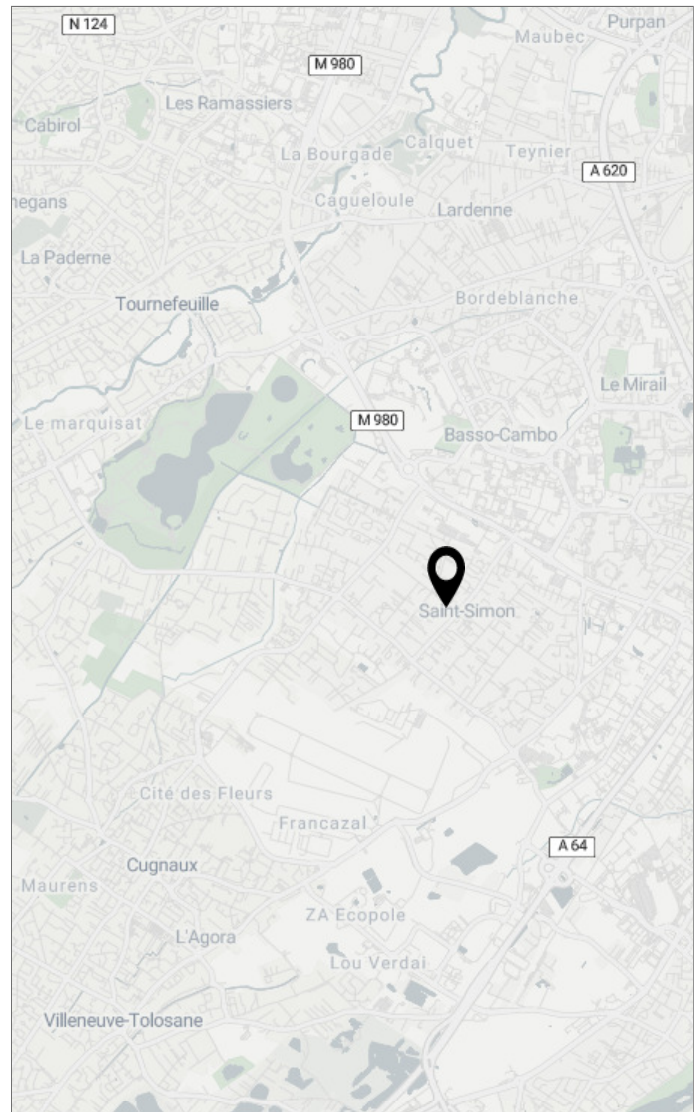 N 124
Purpan
Maubec
M 980
Les Ramassiers
Cabirol
La Bourgade
Calquet
Teynier
A 620
negans
Cagueloule
Lardenne
La Paderne
Tournefeuille
Bordeblanche
Le Mirail
Le marquisat
M 980
Basso-Cambo
Saint-Simon
Cité des Fleurs
Francazal
A 64
Cugnaux
Maurens
ZA Ecopole
L'Agora
Lou Verdai
Villeneuve-Tolosane